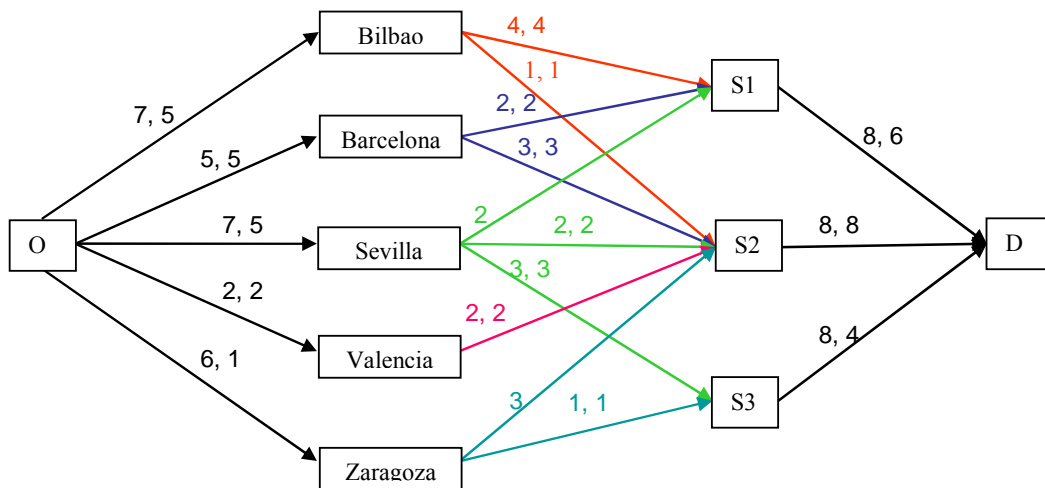 Bilbao
4, 4
1, 1
S1
7, 5
2, 2
Barcelona
3, 3
8, 6
5, 5
O
7, 5
Sevilla
2
2, 2
S2
8, 8
D
3, 3
2, 2
2, 2
Valencia
6, 1
8, 4
3
1, 1
S3
Zaragoza